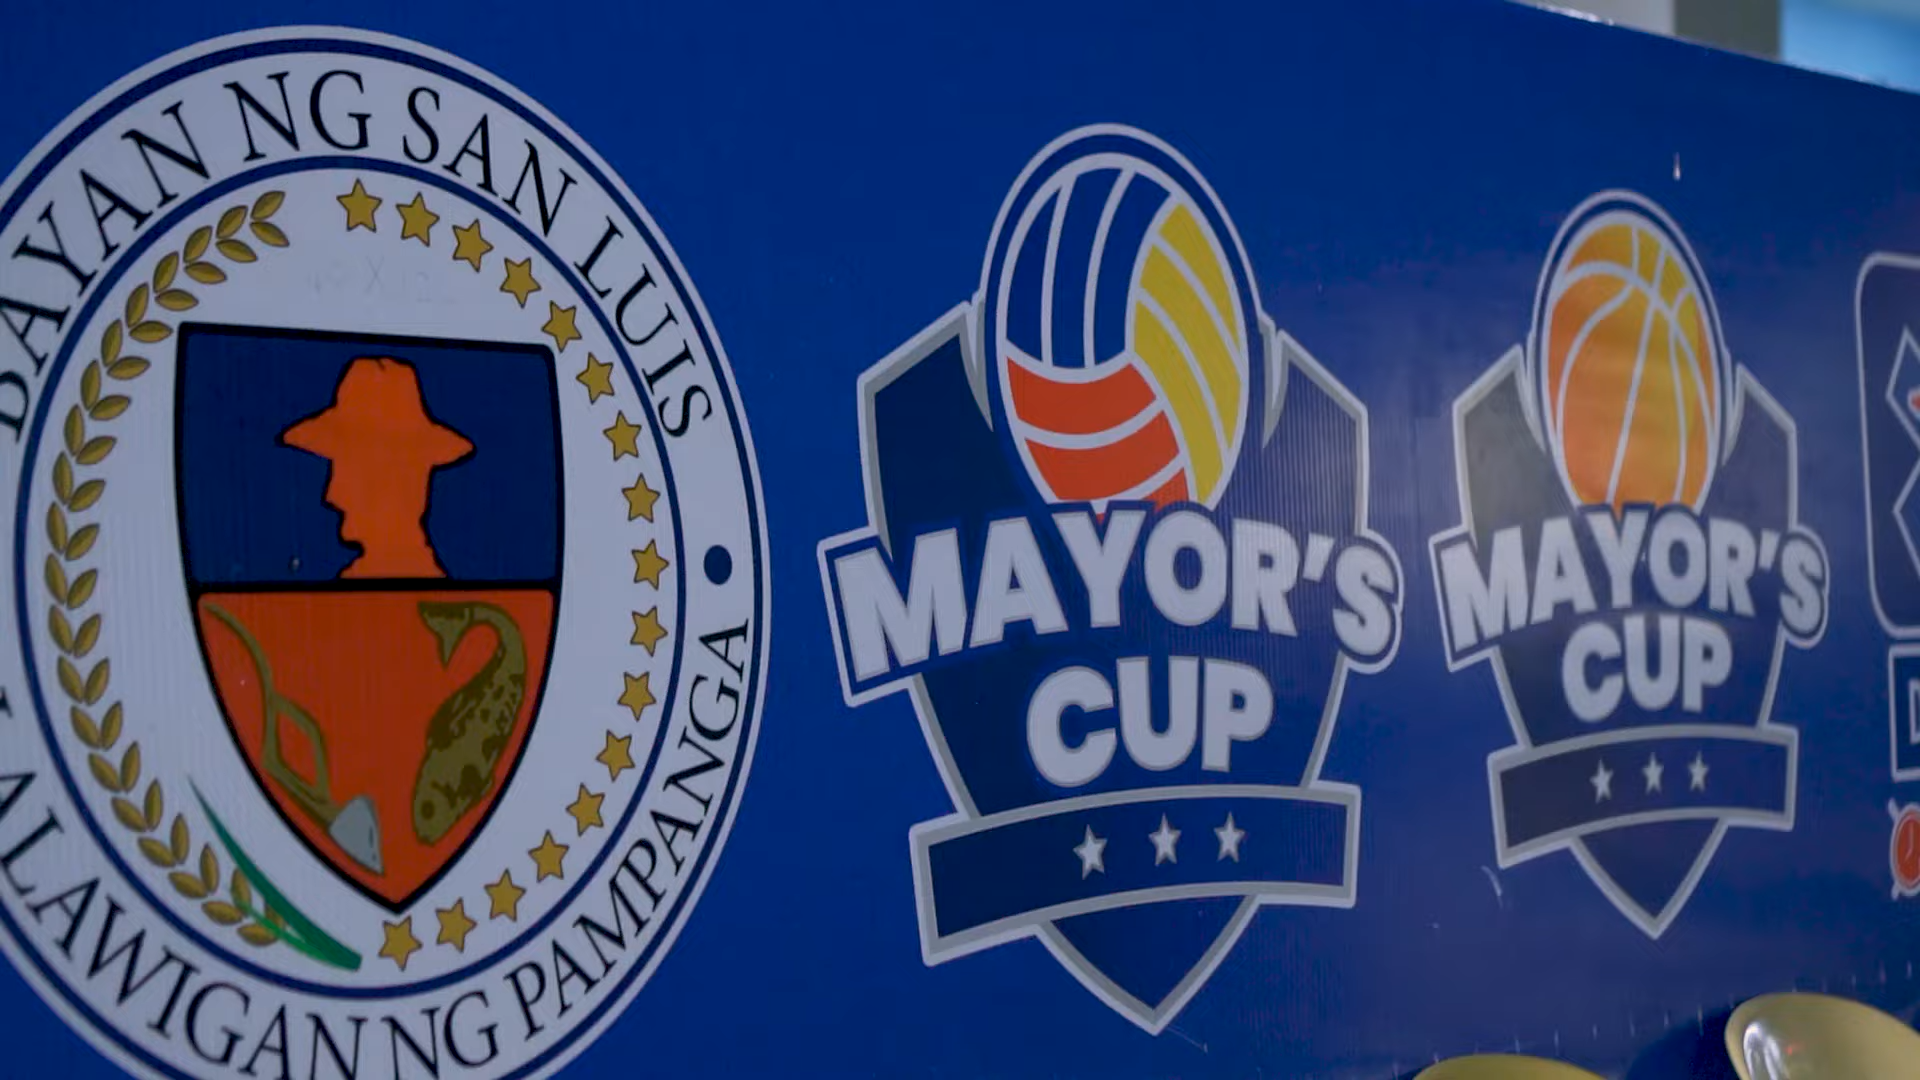 BAYAN NG SAN LUIS
LALAWIGAN NG PAMPANGA
MAYOR'S
CUP
MAYOR'S
CUP